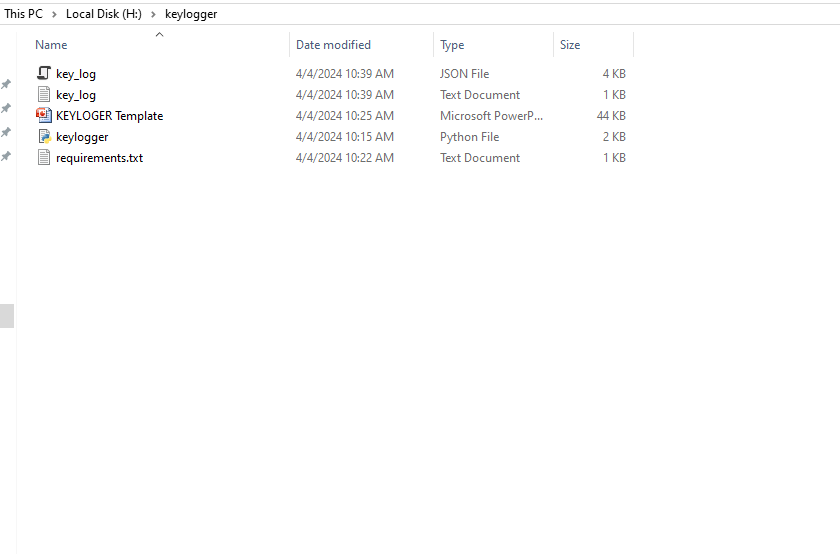 This PC > Local Disk (H:) > keylogger
Name Date modified Type Size
key_log 4/4/2024 10:39 AM JSON File 4 KB
key_log 4/4/2024 10:39 AM Text Document 1 KB
KEYLOGER Template 4/4/2024 10:25 AM Microsoft PowerP... 44 KB
keylogger 4/4/2024 10:15 AM Python File 2 KB
requirements.txt 4/4/2024 10:22 AM Text Document 1 KB